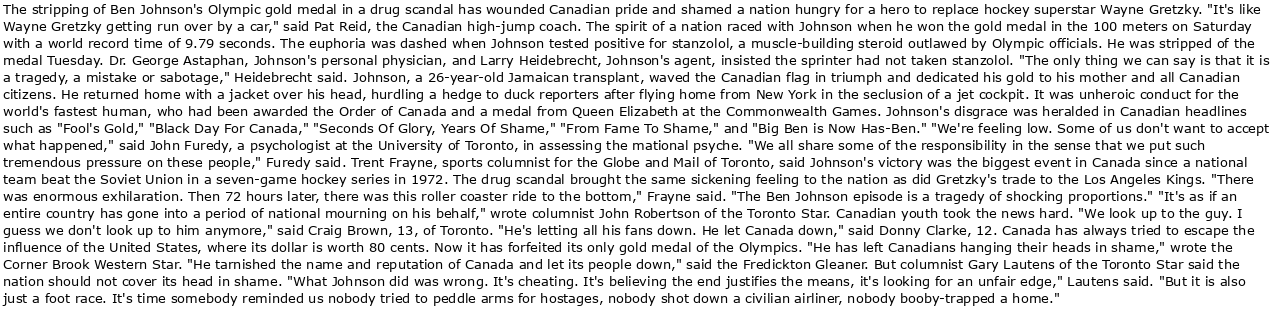 The stripping of Ben Johnson's Olympic gold medal in a drug scandal has wounded Canadian pride and shamed a nation hungry for a hero to replace hockey superstar Wayne Gretzky. "It's like
Wayne Gretzky getting run over by a car," said Pat Reid, the Canadian high-jump coach. The spirit of a nation raced with Johnson when he won the gold medal in the 100 meters on Saturday
with a world record time of 9.79 seconds. The euphoria was dashed when Johnson tested positive for stanzolol, a muscle-building steroid outlawed by Olympic officials. He was stripped of the
medal Tuesday. Dr. George Astaphan, Johnson's personal physician, and Larry Heidebrecht, Johnson's agent, insisted the sprinter had not taken stanzolol. "The only thing we can say is that it is
a tragedy, a mistake or sabotage," Heidebrecht said. Johnson, a 26-year-old Jamaican transplant, waved the Canadian flag in triumph and dedicated his gold to his mother and all Canadian
citizens. He returned home with a jacket over his head, hurdling a hedge to duck reporters after flying home from New York in the seclusion of a jet cockpit. It was unheroic conduct for the
world's fastest human, who had been awarded the Order of Canada and a medal from Queen Elizabeth at the Commonwealth Games. Johnson's disgrace was heralded in Canadian headlines
such as "Fool's Gold," "Black Day For Canada," "Seconds Of Glory, Years Of Shame," "From Fame To Shame," and "Big Ben is Now Has-Ben." "We're feeling low. Some of us don't want to accept
what happened," said John Furedy, a psychologist at the University of Toronto, in assessing the mational psyche. "We all share some of the responsibility in the sense that we put such
tremendous pressure on these people," Furedy said. Trent Frayne, sports columnist for the Globe and Mail of Toronto, said Johnson's victory was the biggest event in Canada since a national
team beat the Soviet Union in a seven-game hockey series in 1972. The drug scandal brought the same sickening feeling to the nation as did Gretzky's trade to the Los Angeles Kings. "There
was enormous exhilaration. Then 72 hours later, there was this roller coaster ride to the bottom," Frayne said. "The Ben Johnson episode is a tragedy of shocking proportions." "It's as if an
entire country has gone into a period of national mourning on his behalf," wrote columnist John Robertson of the Toronto Star. Canadian youth took the news hard. "We look up to the guy. I
guess we don't look up to him anymore," said Craig Brown, 13, of Toronto. "He's letting all his fans down. He let Canada down," said Donny Clarke, 12. Canada has always tried to escape the
influence of the United States, where its dollar is worth 80 cents. Now it has forfeited its only gold medal of the Olympics. "He has left Canadians hanging their heads in shame," wrote the
Corner Brook Western Star. "He tarnished the name and reputation of Canada and let its people down," said the Fredickton Gleaner. But columnist Gary Lautens of the Toronto Star said the
nation should not cover its head in shame. "What Johnson did was wrong. It's cheating. It's believing the end justifies the means, it's looking for an unfair edge," Lautens said. "But it is also
just a foot race. It's time somebody reminded us nobody tried to peddle arms for hostages, nobody shot down a civilian airliner, nobody booby-trapped a home."